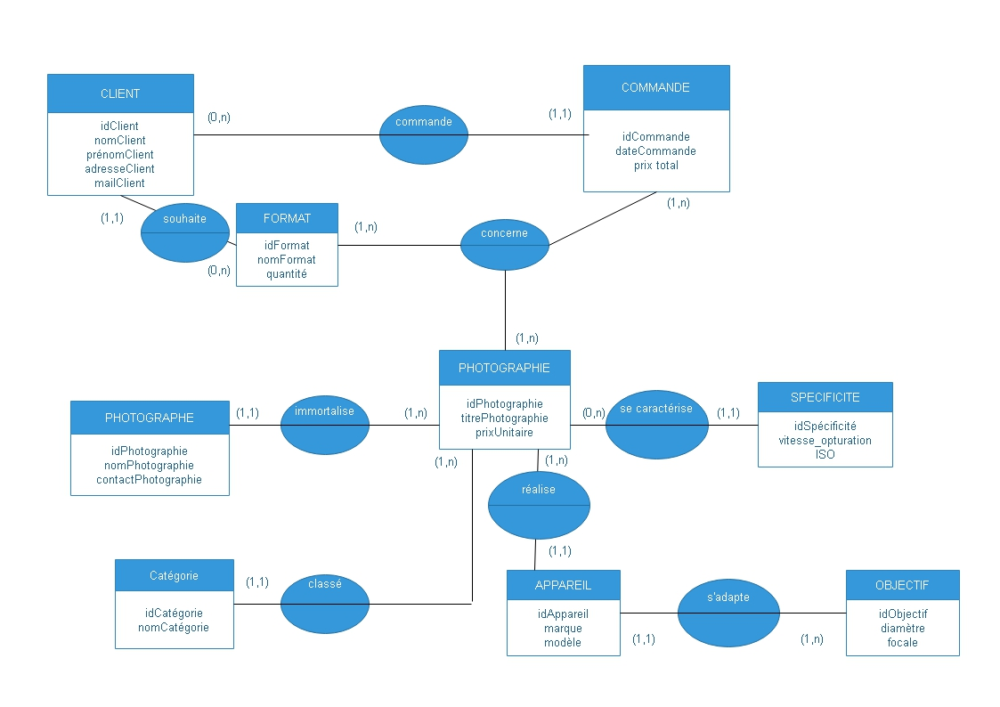 CLIENT
idClient
nomClient
prénomClient
adresseClient
mailClient
(0,n)
commande
(1,1)
COMMANDE
idCommande
dateCommande
prix total
(1,1)
souhaite
(0,n)
FORMAT
idFormat
nomFormat
quantité
(1,n)
concerne
(1,n)
(1,n)
PHOTOGRAPHIE
idPhotographie
titrePhotographie
prixUnitaire
PHOTOGRAPHE
idPhotographie
nomPhotographie
contactPhotographie
(1,1)
immortalise
(1,n)
(0,n)
se caractérise
(1,1)
SPECIFICITE
idSpécificité
vitesse_opturation
ISO
(1,n)
(1,n)
réalise
(1,1)
Catégorie
idCatégorie
nomCatégorie
(1,1)
classé
APPAREIL
idAppareil
marque
modèle
(1,1)
s'adapte
(1,n)
OBJECTIF
idObjectif
diamètre
focale